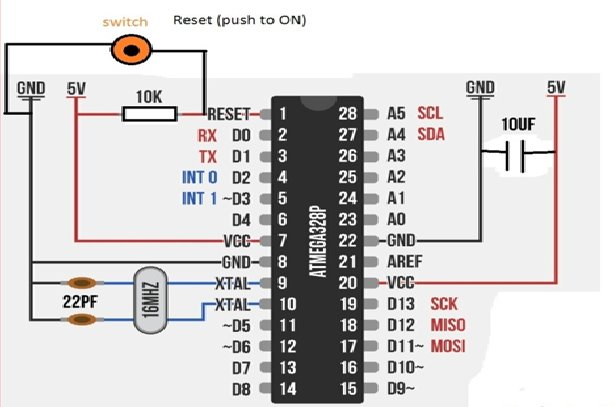 switch Reset (push to ON)
GND 5V GND 5V
10K 10UF
RESET 1 28 A5 SCL
RX D0 2 27 A4 SDA
TX D1 3 26 A3
INT 0 D2 4 25 A2
INT 1 ~D3 5 24 A1
D4 6 23 A0
VCC 7 22 GND
GND 8 21 AREF
XTAL 9 20 VCC
22PF 16MHZ
XTAL 10 19 D13 SCK
~D5 11 18 D12 MISO
~D6 12 17 D11~ MOSI
D7 13 16 D10~
D8 14 15 D9~
ATMEGA328P